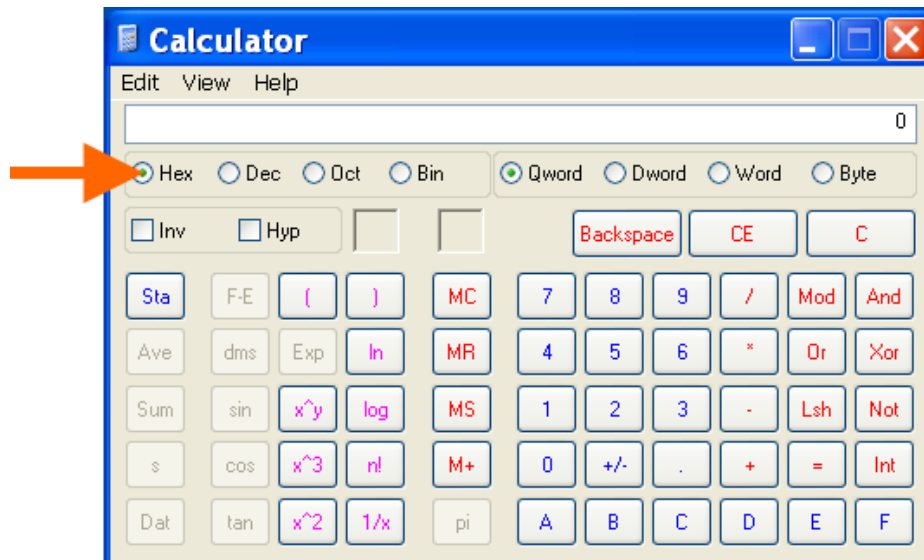 Calculator
Edit View Help
0
Hex Dec Oct Bin Qword Dword Word Byte
Inv Hyp Backspace CE C
Sta F-E ( ) MC 7 8 9 / Mod And
Ave dms Exp ln MR 4 5 6 * Or Xor
Sum sin x^y log MS 1 2 3 - Lsh Not
s cos x^3 n! M+ 0 +/- . + = Int
Dat tan x^2 1/x pi A B C D E F